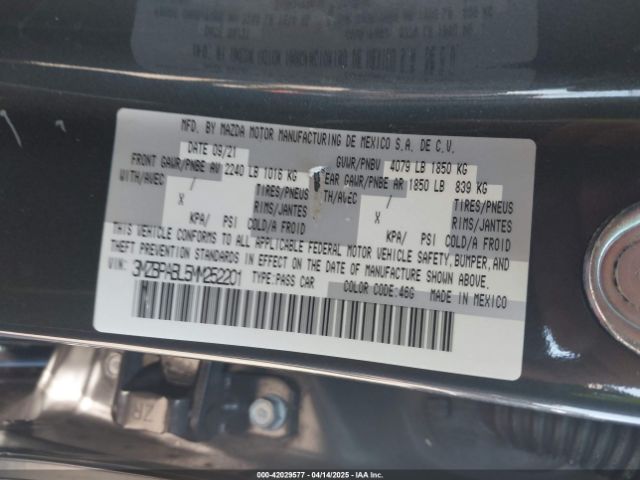 MFD. BY MAZDA MOTOR MANUFACTURING DE MEXICO S.A. DE C.V.
DATE 09/21 GVWR/PNBV 4079 LB 1850 KG
FRONT GAWR/PNBE AV 2240 LB 1016 KG EAR GAWR/PNBE AR 1850 LB 839 KG
WITH/AVEC / TIRES/PNEUS TH/AVEC / TIRES/PNEUS
X RIMS/JANTES X RIMS/JANTES
KPA/ PSI COLD/A FROID KPA/ PSI COLD/A FROID
THIS VEHICLE CONFORMS TO ALL APPLICABLE FEDERAL MOTOR VEHICLE SAFETY, BUMPER, AND
THEFT PREVENTION STANDARDS IN EFFECT ON THE DATE OF MANUFACTURE SHOWN ABOVE.
VIN: 3MZBPABL5MM252201 TYPE:PASS CAR COLOR CODE:46G MADE IN MEXICO
ZR
000-42029577 - 04/14/2025 - IAA Inc.